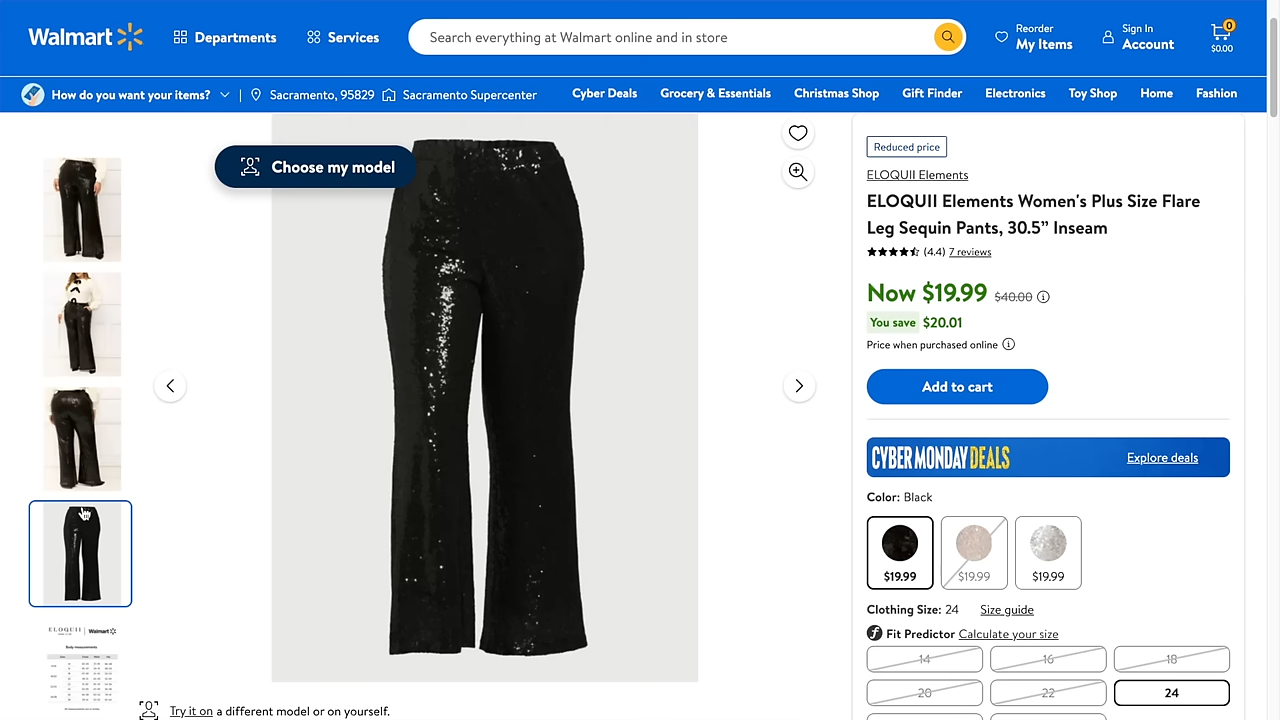 Walmart
Departments
Services
Search everything at Walmart online and in store
Reorder
My Items
Sign In
Account
0
$0.00
How do you want your items?
Sacramento, 95829
Sacramento Supercenter
Cyber Deals
Grocery & Essentials
Christmas Shop
Gift Finder
Electronics
Toy Shop
Home
Fashion
Choose my model
ELOQUII
Walmart
Body measurements
Try it on a different model or on yourself.
Reduced price
ELOQUII Elements
ELOQUII Elements Women's Plus Size Flare
Leg Sequin Pants, 30.5” Inseam
(4.4) 7 reviews
Now $19.99 $40.00
You save $20.01
Price when purchased online
Add to cart
CYBER MONDAY DEALS
Explore deals
Color: Black
$19.99
$19.99
$19.99
Clothing Size: 24 Size guide
Fit Predictor Calculate your size
14
16
18
20
22
24